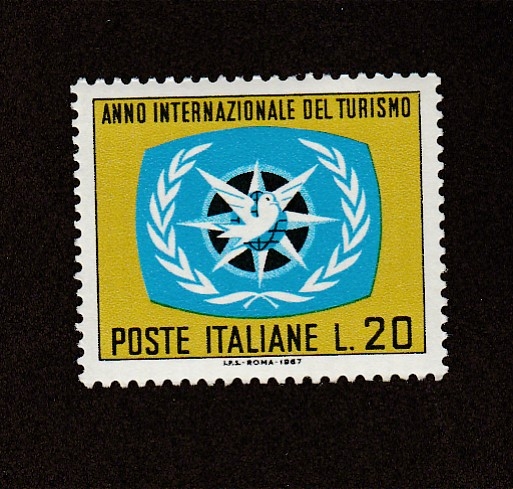 ANNO INTERNAZIONALE DEL TURISMO
POSTE ITALIANE L. 20
I.P.S. - ROMA - 1967